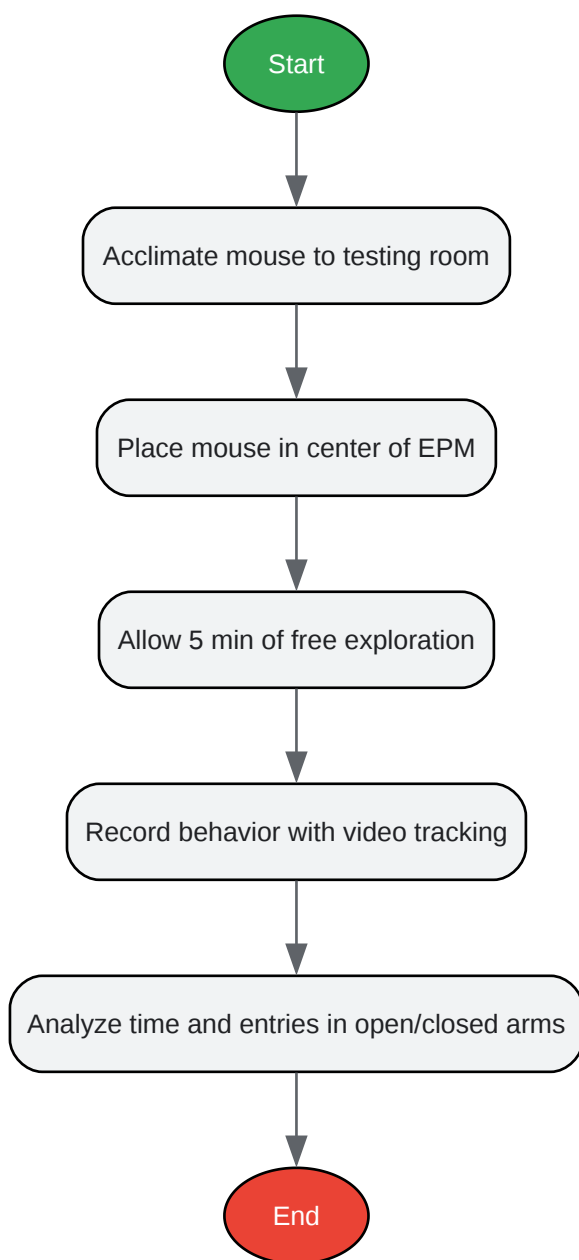 Start
Acclimate mouse to testing room
Place mouse in center of EPM
Allow 5 min of free exploration
Record behavior with video tracking
Analyze time and entries in open/closed arms
End